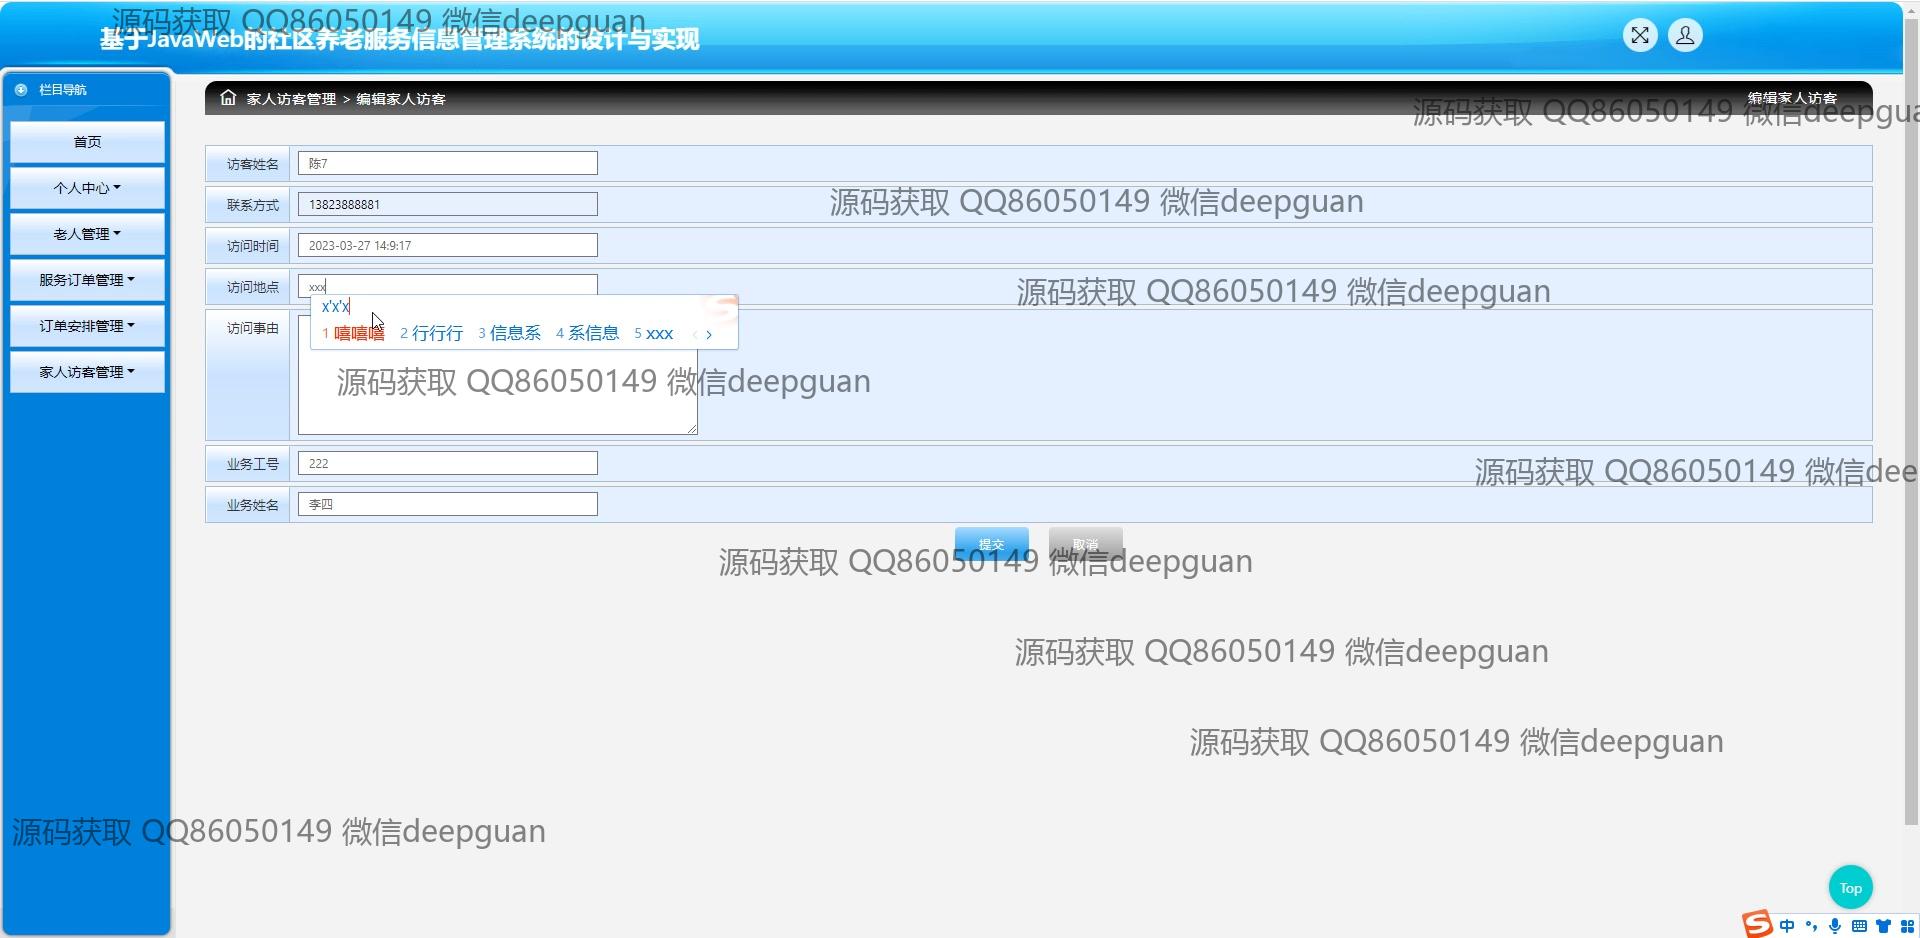 源码获取 QQ86050149 微信deepguan
基于JavaWeb的社区养老服务信息管理系统的设计与实现
栏目导航
首页
个人中心
老人管理
服务订单管理
订单安排管理
家人访客管理
家人访客管理 > 编辑家人访客
编辑家人访客
源码获取 QQ86050149 微信deepgua
访客姓名 陈7
源码获取 QQ86050149 微信deepguan
联系方式 13823888881
访问时间 2023-03-27 14:9:17
访问地点 xxx
源码获取 QQ86050149 微信deepguan
x'x'x
1 嘻嘻嘻 2 行行行 3 信息系 4 系信息 5 xxx
访问事由
源码获取 QQ86050149 微信deepguan
业务工号 222
源码获取 QQ86050149 微信dee
业务姓名 李四
提交 取消
源码获取 QQ86050149 微信deepguan
源码获取 QQ86050149 微信deepguan
源码获取 QQ86050149 微信deepguan
源码获取 QQ86050149 微信deepguan
Top
中